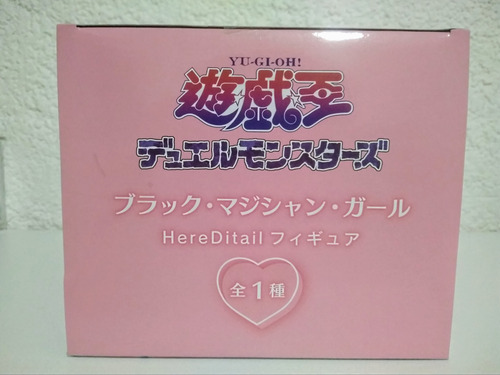 YU-GI-OH!
遊戯王
デュエルモンスターズ
ブラック・マジシャン・ガール
HereDitail フィギュア
全1種